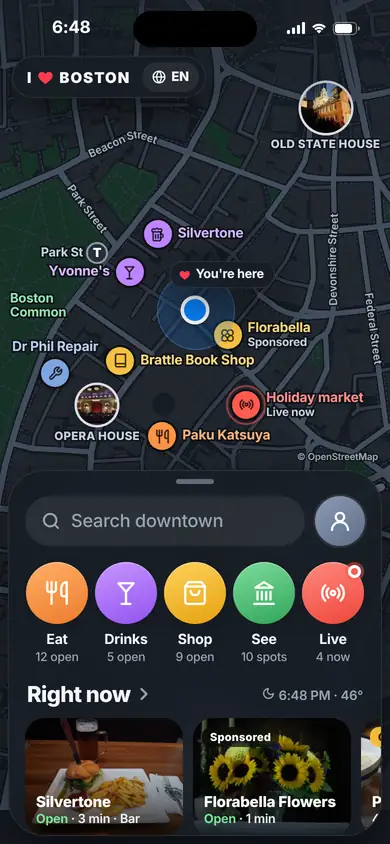 6:48
I ❤ BOSTON
EN
OLD STATE HOUSE
Beacon Street
Park Street
Silvertone
Park St T
Yvonne's
You're here
Devonshire Street
Federal Street
Boston
Common
Florabella
Sponsored
Dr Phil Repair
Brattle Book Shop
Holiday market
Live now
OPERA HOUSE
Paku Katsuya
© OpenStreetMap
Search downtown
Eat
Drinks
Shop
See
Live
12 open
5 open
9 open
10 spots
4 now
Right now
6:48 PM · 46°
Sponsored
Silvertone
Open · 3 min · Bar
Florabella Flowers
Open · 1 min